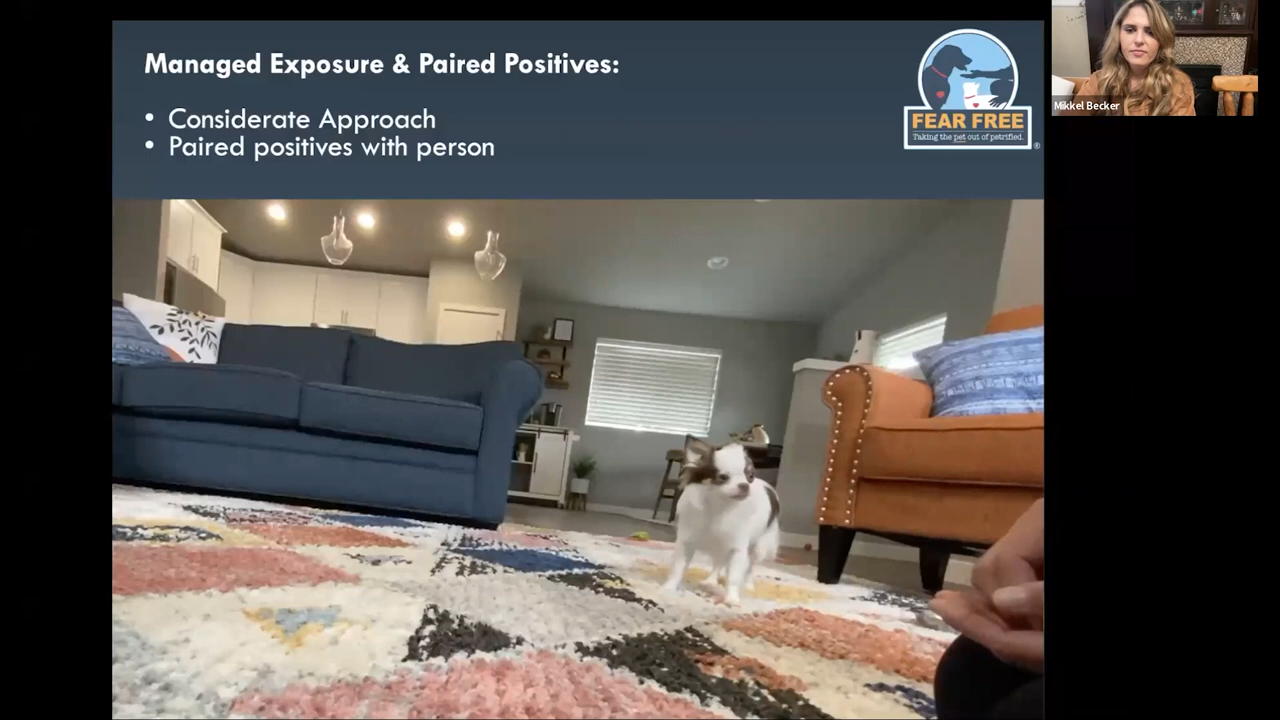 Managed Exposure & Paired Positives:
• Considerate Approach
• Paired positives with person
FEAR FREE
Taking the pet out of petrified.
®
Mikkel Becker